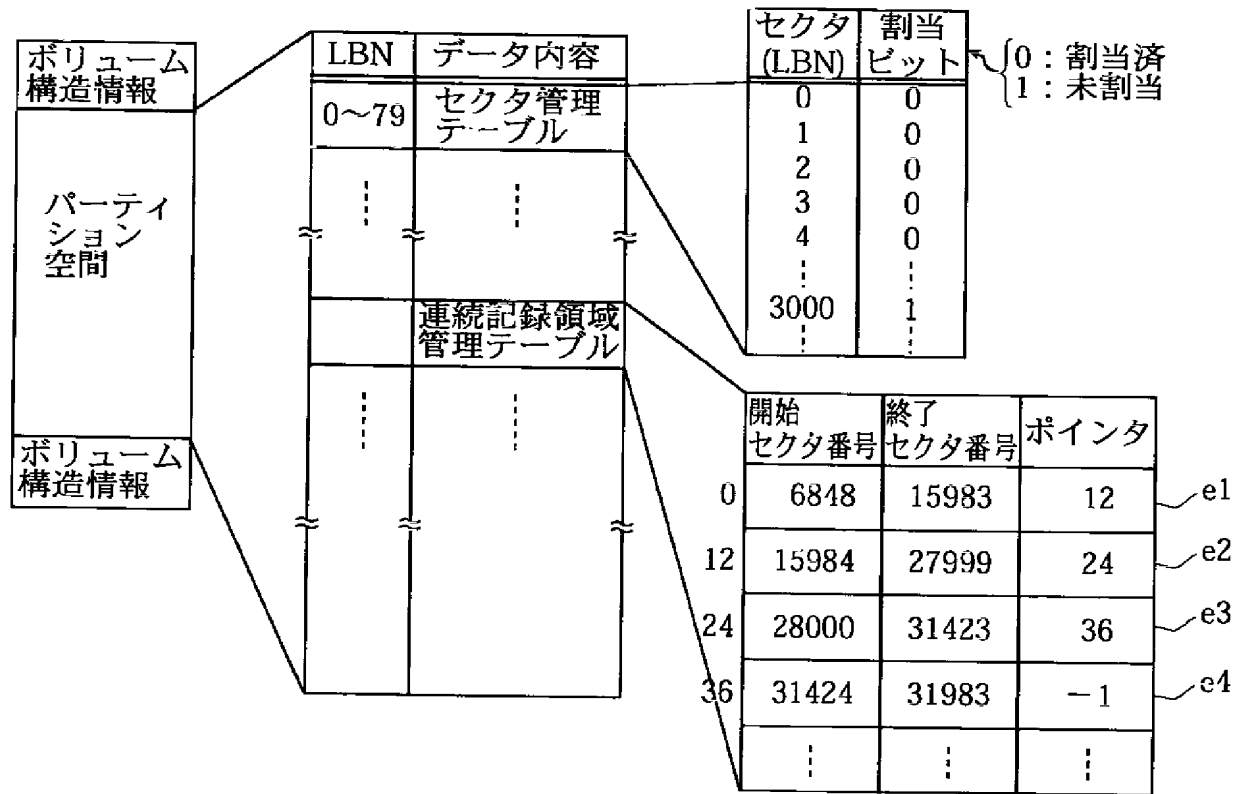 ボリューム
構造情報
パーティ
ション
空間
ボリューム
構造情報
LBN データ内容
0〜79 セクタ管理
テーブル
連続記録領域
管理テーブル
セクタ 割当
(LBN) ビット
0 0
1 0
2 0
3 0
4 0
3000 1
0：割当済
1：未割当
開始 終了 ポインタ
セクタ番号 セクタ番号
0 6848 15983 12 e1
12 15984 27999 24 e2
24 28000 31423 36 e3
36 31424 31983 −1 e4